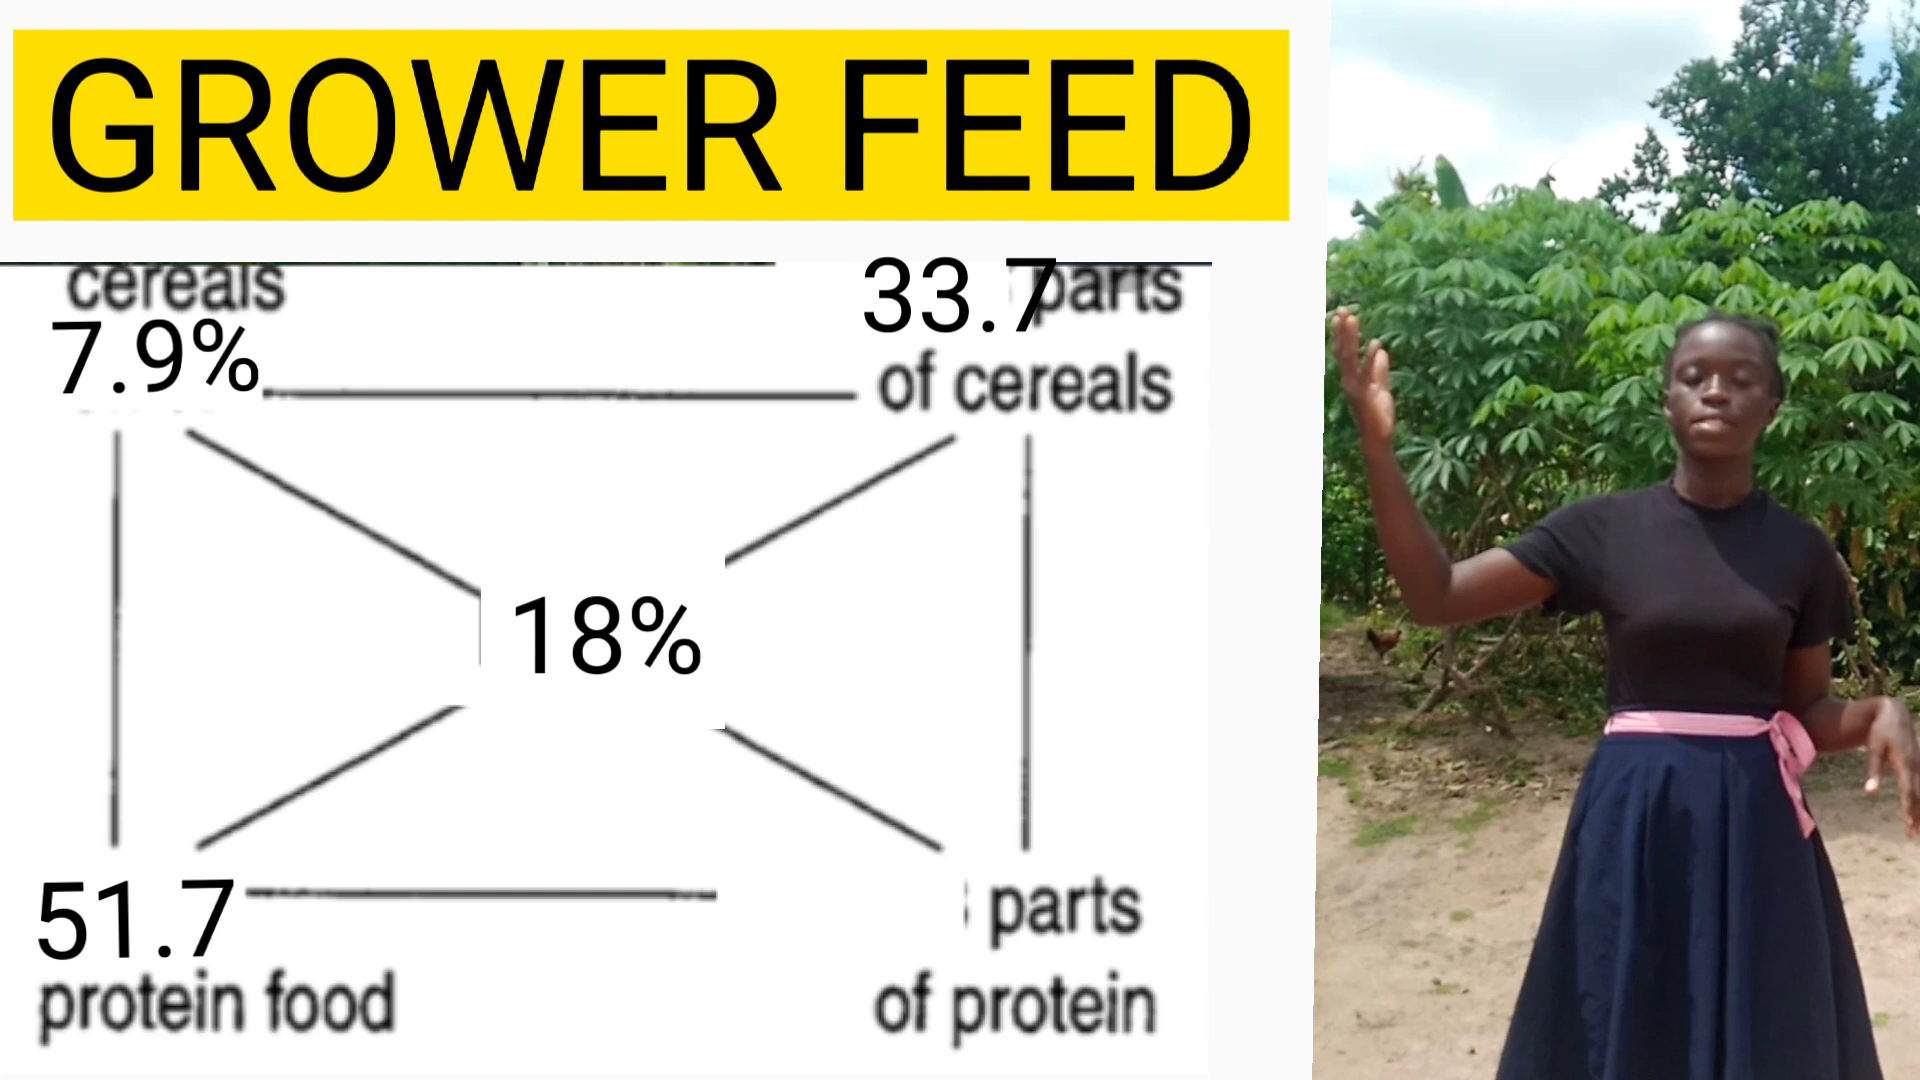 GROWER FEED
cereals
7.9%
33.7 parts
of cereals
18%
51.7
protein food
parts
of protein